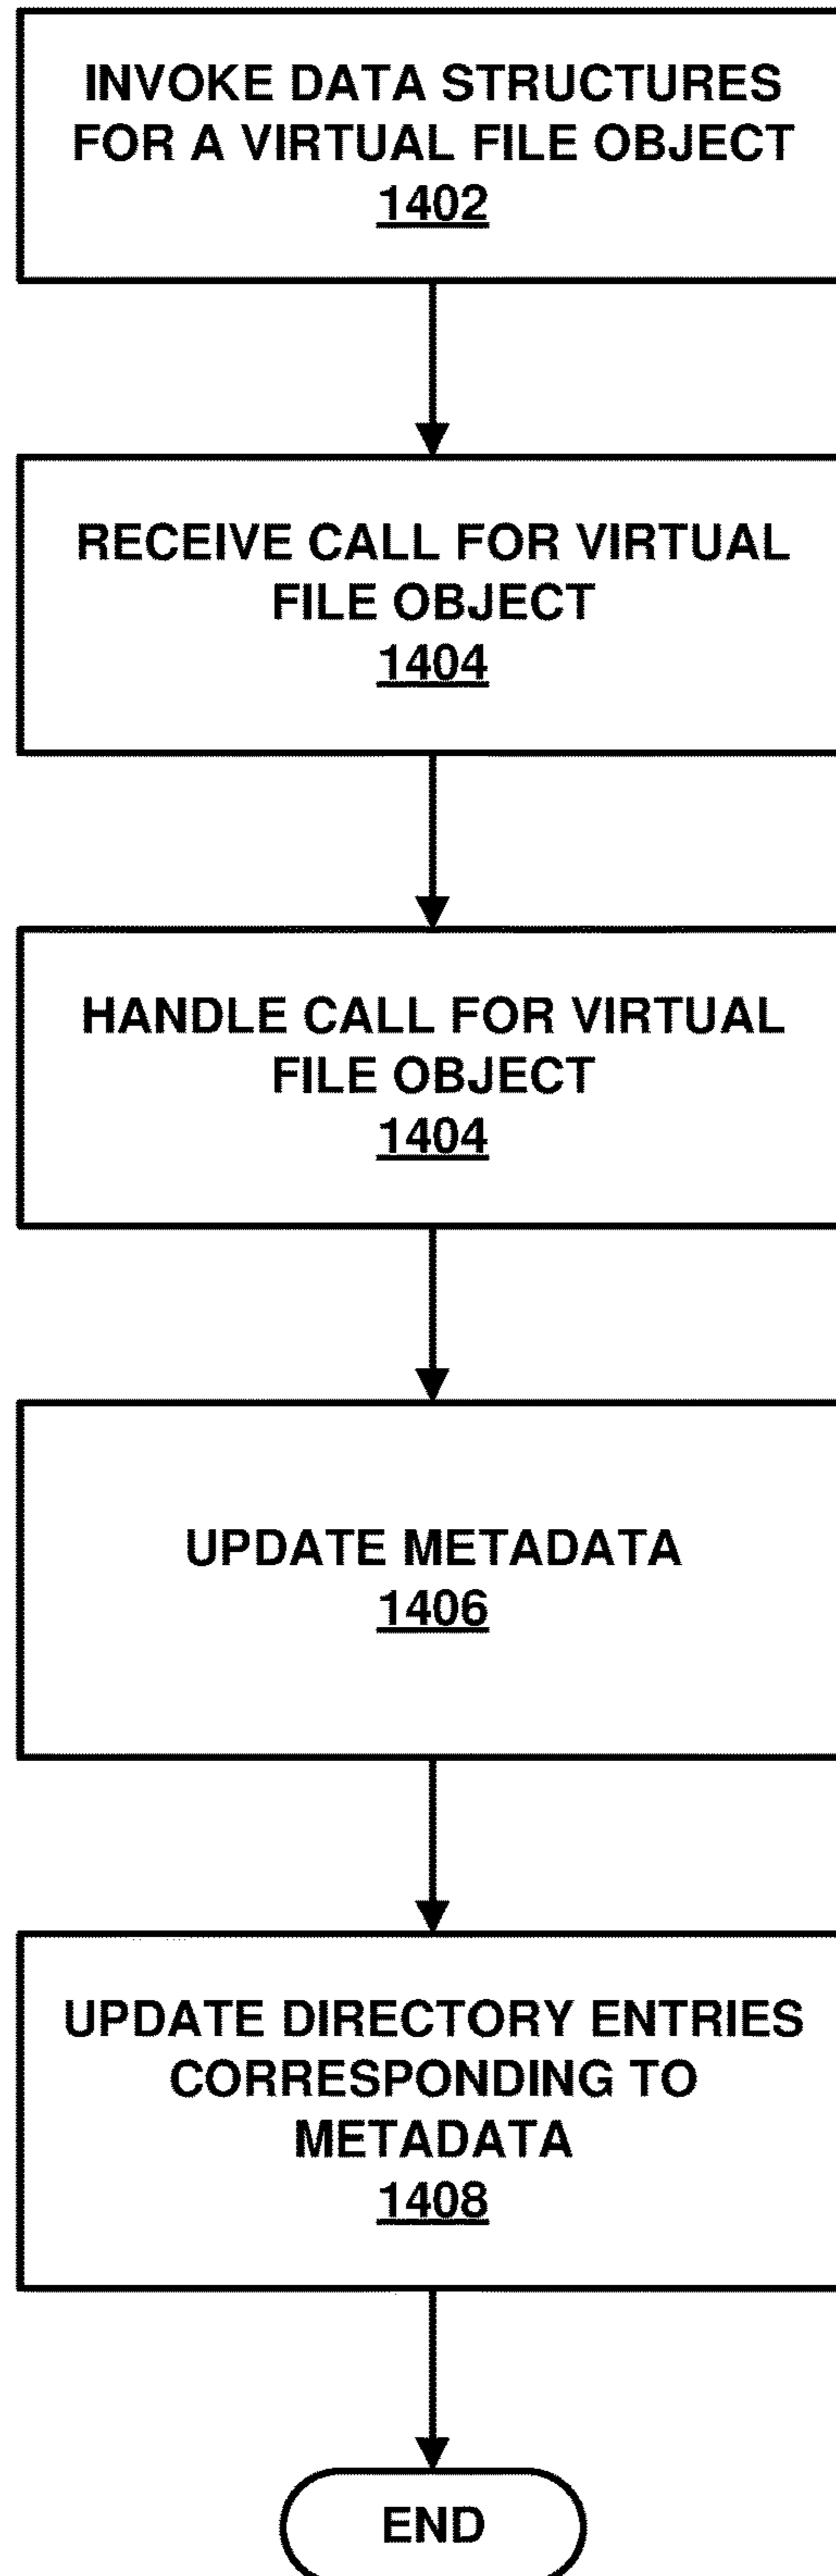 INVOKE DATA STRUCTURES
FOR A VIRTUAL FILE OBJECT
1402
RECEIVE CALL FOR VIRTUAL
FILE OBJECT
1404
HANDLE CALL FOR VIRTUAL
FILE OBJECT
1404
UPDATE METADATA
1406
UPDATE DIRECTORY ENTRIES
CORRESPONDING TO
METADATA
1408
END